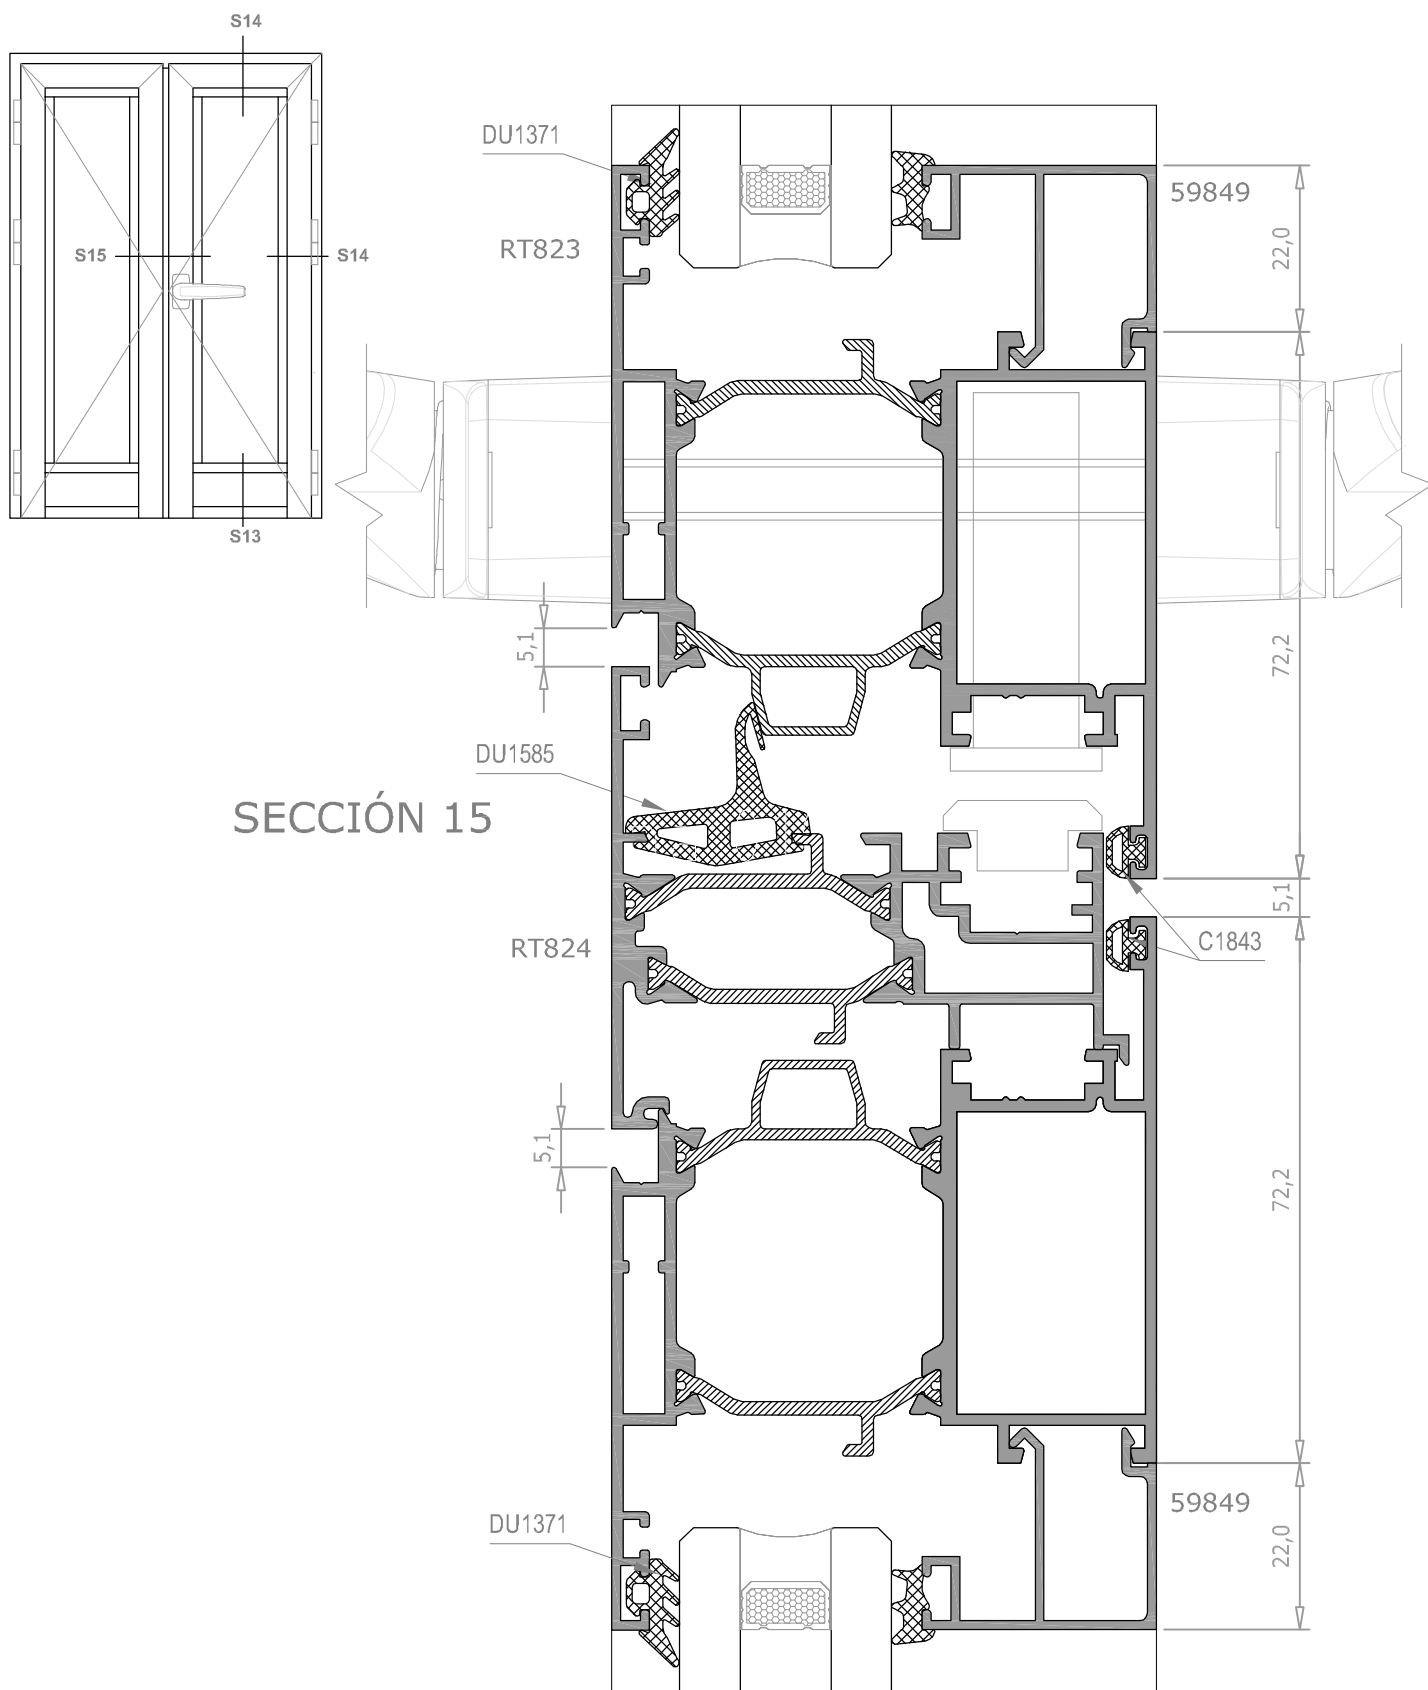 S14
S15
S14
S13
DU1371
59849
RT823
22,0
5,1
72,2
DU1585
SECCIÓN 15
5,1
RT824
C1843
5,1
72,2
59849
DU1371
22,0